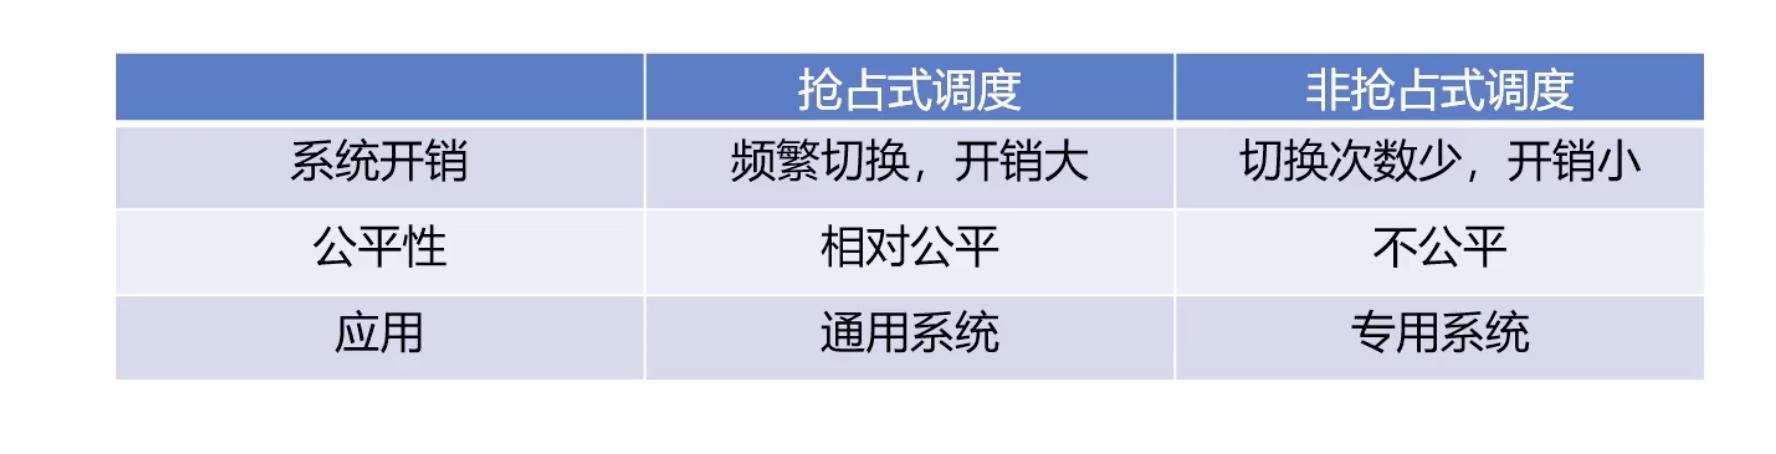 抢占式调度 非抢占式调度
系统开销 频繁切换，开销大 切换次数少，开销小
公平性 相对公平 不公平
应用 通用系统 专用系统